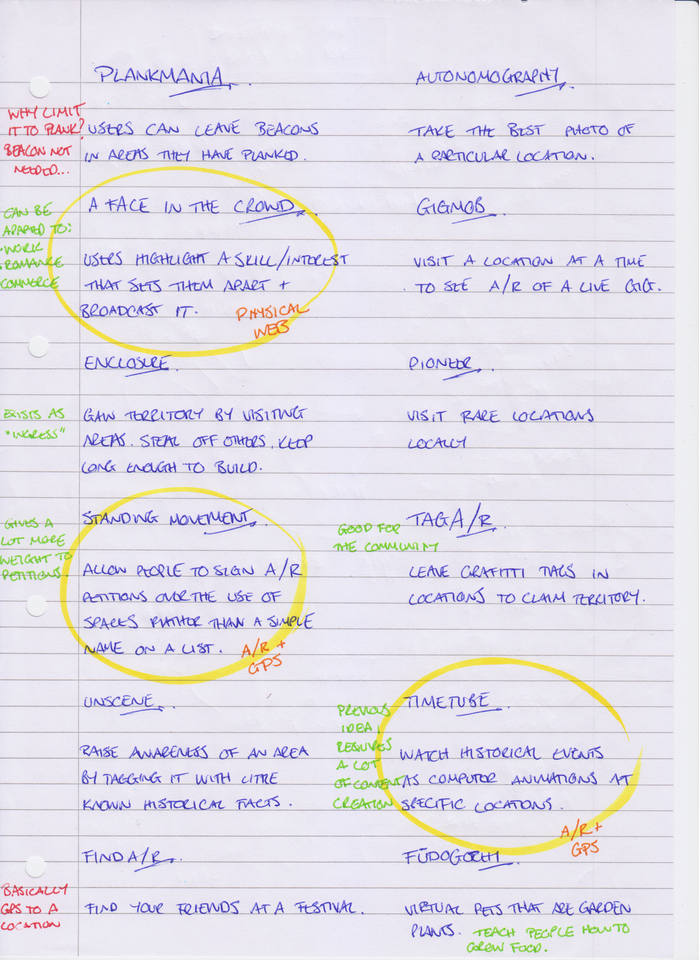 PLANKMANIA.
WHY LIMIT
IT TO PLANK?
BEACON NOT
NEEDED...
USERS CAN LEAVE BEACONS
IN AREAS THEY HAVE PLANKED.
AUTONOMOGRAPHY
TAKE THE BEST PHOTO OF
A PARTICULAR LOCATION.
A FACE IN THE CROWD.
CAN BE
ADAPTED TO:
WORK
ROMANCE
COMMERCE
USERS HIGHLIGHT A SKILL/INTEREST
THAT SETS THEM APART +
BROADCAST IT.
PHYSICAL
WEB
GIGMOB.
VISIT A LOCATION AT A TIME
TO SEE A/R OF A LIVE GIG.
ENCLOSURE.
EXISTS AS
"INGRESS"
GAIN TERRITORY BY VISITING
AREAS. STEAL OFF OTHERS. KEEP
LONG ENOUGH TO BUILD.
PIONEER.
VISIT RARE LOCATIONS
LOCALLY
STANDING MOVEMENT.
GIVES A
LOT MORE
WEIGHT TO
PETITIONS.
ALLOW PEOPLE TO SIGN A/R
PETITIONS OVER THE USE OF
SPACES RATHER THAN A SIMPLE
NAME ON A LIST.
A/R +
GPS
TAGA/R.
GOOD FOR
THE COMMUNITY
LEAVE GRAFITTI TAGS IN
LOCATIONS TO CLAIM TERRITORY.
UNSCENE.
RAISE AWARENESS OF AN AREA
BY TAGGING IT WITH LITTLE
KNOWN HISTORICAL FACTS.
TIMETUBE.
PREVIOUS
IDEA,
REQUIRES
A LOT
OF CONTENT
CREATION
WATCH HISTORICAL EVENTS
AS COMPUTER ANIMATIONS AT
SPECIFIC LOCATIONS.
A/R +
GPS
FINDA/R.
BASICALLY
GPS TO A
LOCATION
FIND YOUR FRIENDS AT A FESTIVAL.
FŪDOGOCHI.
VIRTUAL PETS THAT ARE GARDEN
PLANTS. TEACH PEOPLE HOW TO
GROW FOOD.